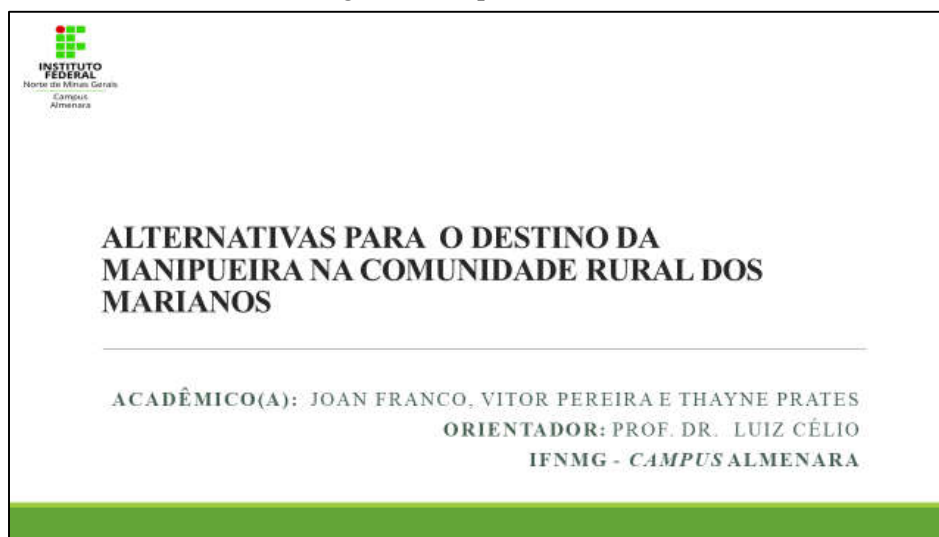 INSTITUTO
FEDERAL
Norte de Minas Gerais
Campus
Almenara
ALTERNATIVAS PARA O DESTINO DA
MANIPUEIRA NA COMUNIDADE RURAL DOS
MARIANOS
ACADÊMICO(A): JOAN FRANCO, VITOR PEREIRA E THAYNE PRATES
ORIENTADOR: PROF. DR. LUIZ CÉLIO
IFNMG - CAMPUS ALMENARA